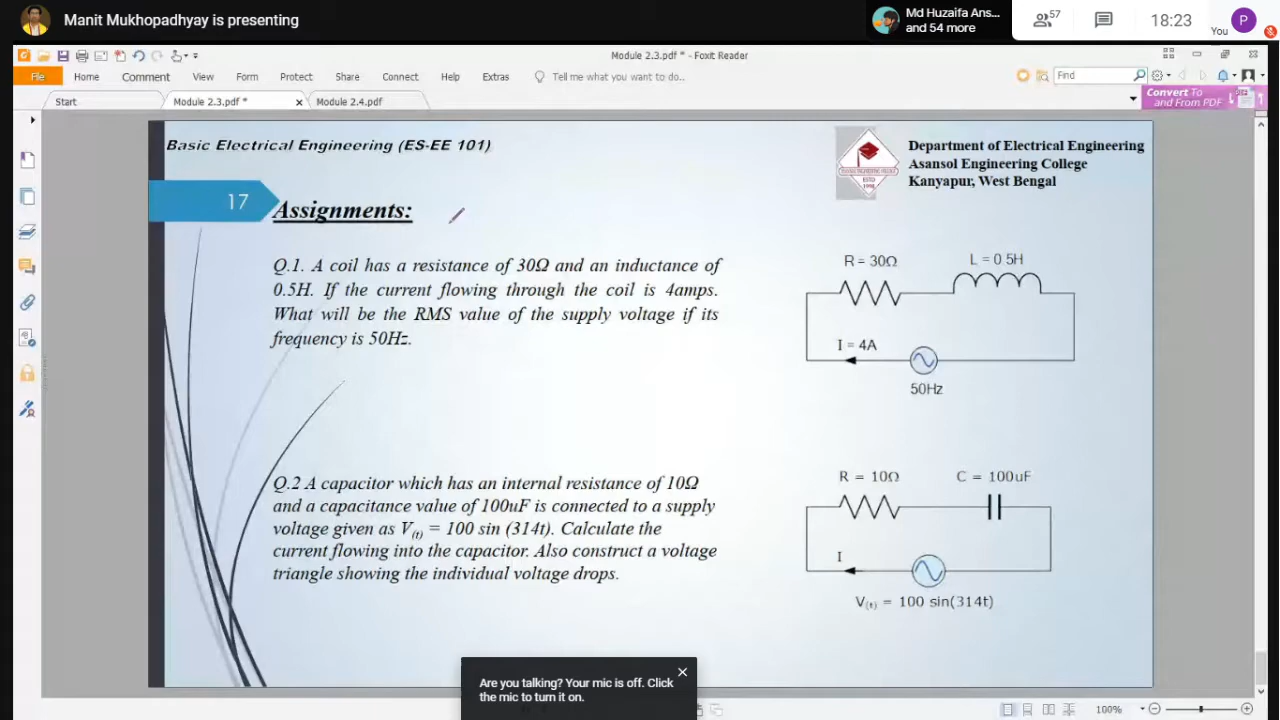 Manit Mukhopadhyay is presenting
Md Huzaifa Ans...
and 54 more
57
18:23
You
P
Module 2.3.pdf * - Foxit Reader
File Home Comment View Form Protect Share Connect Help Extras Tell me what you want to do..
Find
Start
Module 2.3.pdf *
Module 2.4.pdf
Convert To
and From PDF
Basic Electrical Engineering (ES-EE 101)
Department of Electrical Engineering
Asansol Engineering College
Kanyapur, West Bengal
17
Assignments:
Q.1. A coil has a resistance of 30Ω and an inductance of
0.5H. If the current flowing through the coil is 4amps.
What will be the RMS value of the supply voltage if its
frequency is 50Hz.
R = 30Ω
L = 0 5H
I = 4A
50Hz
Q.2 A capacitor which has an internal resistance of 10Ω
and a capacitance value of 100uF is connected to a supply
voltage given as V(t) = 100 sin (314t). Calculate the
current flowing into the capacitor. Also construct a voltage
triangle showing the individual voltage drops.
R = 10Ω
C = 100uF
I
V(t) = 100 sin(314t)
Are you talking? Your mic is off. Click
the mic to turn it on.
100%